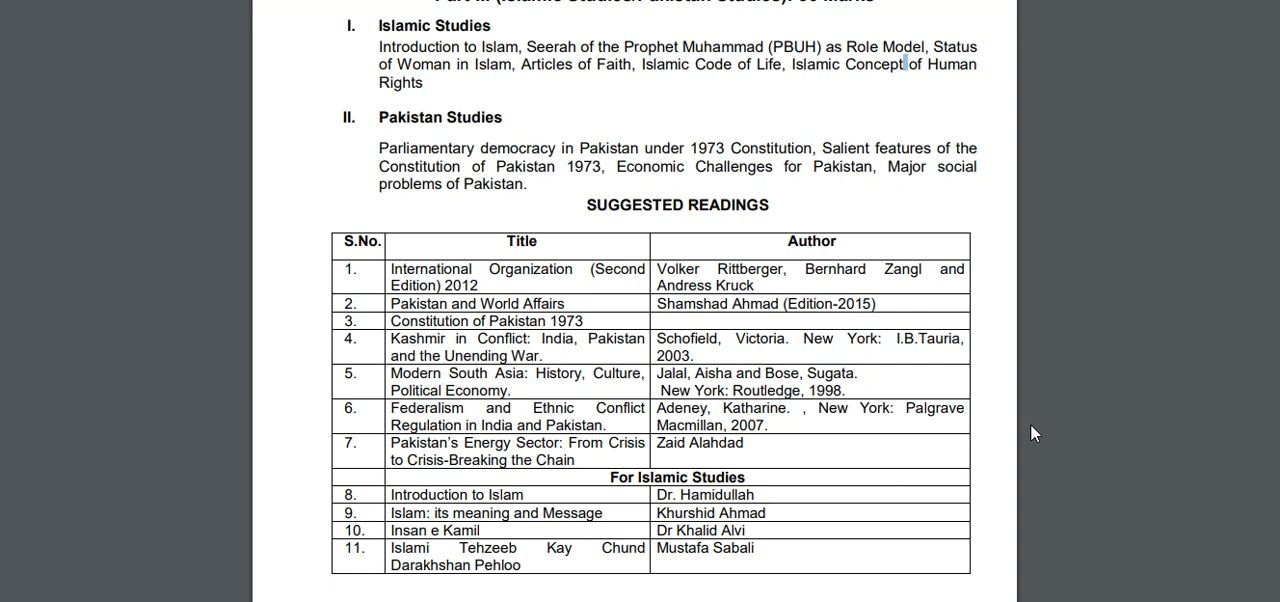 Part III (Islamic Studies/Pakistan Studies): 50 Marks
I. Islamic Studies
Introduction to Islam, Seerah of the Prophet Muhammad (PBUH) as Role Model, Status
of Woman in Islam, Articles of Faith, Islamic Code of Life, Islamic Concept of Human
Rights
II. Pakistan Studies
Parliamentary democracy in Pakistan under 1973 Constitution, Salient features of the
Constitution of Pakistan 1973, Economic Challenges for Pakistan, Major social
problems of Pakistan.
SUGGESTED READINGS
S.No. Title Author
1. International Organization (Second Volker Rittberger, Bernhard Zangl and
Edition) 2012 Andress Kruck
2. Pakistan and World Affairs Shamshad Ahmad (Edition-2015)
3. Constitution of Pakistan 1973
4. Kashmir in Conflict: India, Pakistan Schofield, Victoria. New York: I.B.Tauria,
and the Unending War. 2003.
5. Modern South Asia: History, Culture, Jalal, Aisha and Bose, Sugata.
Political Economy. New York: Routledge, 1998.
6. Federalism and Ethnic Conflict Adeney, Katharine. , New York: Palgrave
Regulation in India and Pakistan. Macmillan, 2007.
7. Pakistan's Energy Sector: From Crisis Zaid Alahdad
to Crisis-Breaking the Chain
For Islamic Studies
8. Introduction to Islam Dr. Hamidullah
9. Islam: its meaning and Message Khurshid Ahmad
10. Insan e Kamil Dr Khalid Alvi
11. Islami Tehzeeb Kay Chund Mustafa Sabali
Darakhshan Pehloo